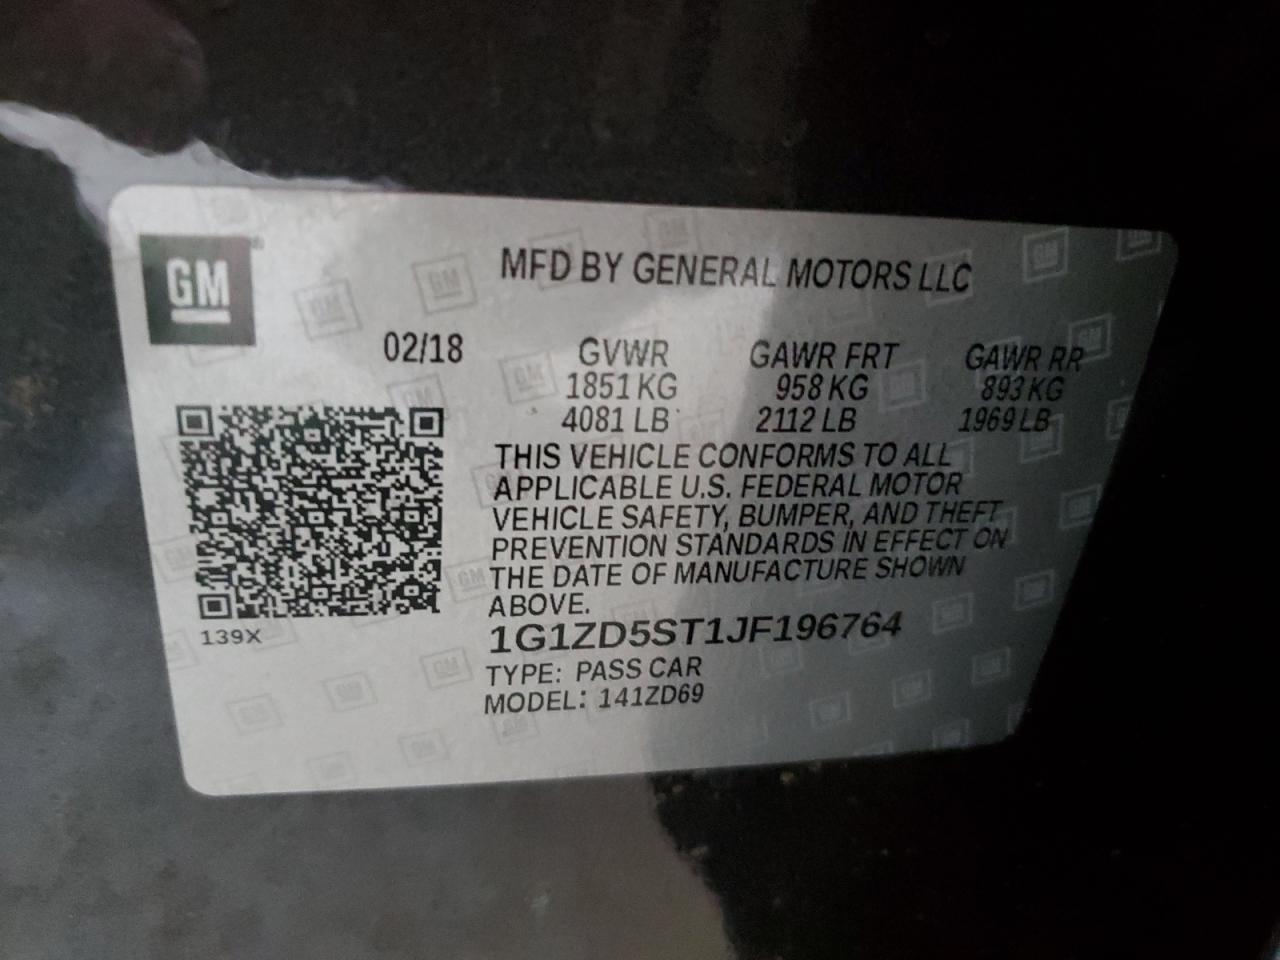 GM
MFD BY GENERAL MOTORS LLC
02/18
GVWR GAWR FRT GAWR RR
1851 KG 958 KG 893 KG
4081 LB 2112 LB 1969 LB
THIS VEHICLE CONFORMS TO ALL
APPLICABLE U.S. FEDERAL MOTOR
VEHICLE SAFETY, BUMPER, AND THEFT
PREVENTION STANDARDS IN EFFECT ON
THE DATE OF MANUFACTURE SHOWN
ABOVE.
139X
1G1ZD5ST1JF196764
TYPE: PASS CAR
MODEL: 141ZD69